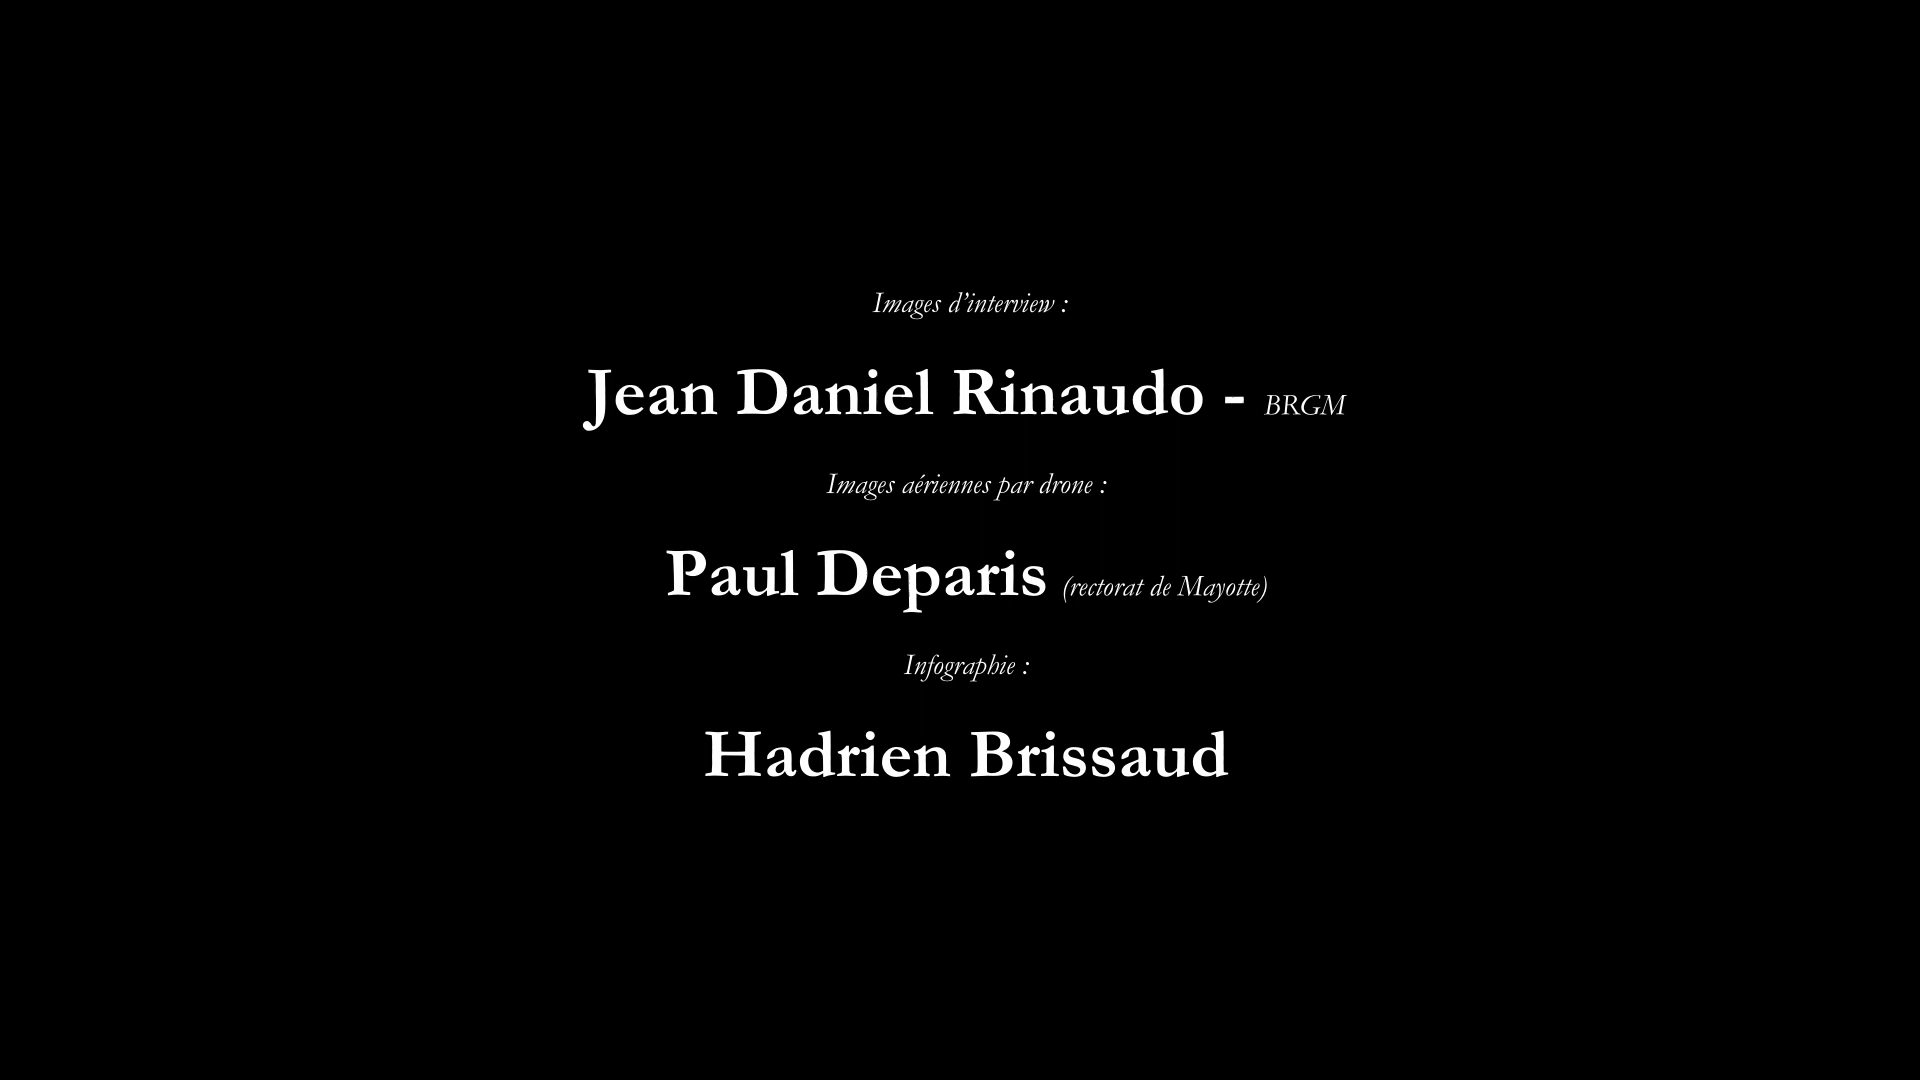 Images d’interview :
Jean Daniel Rinaudo - BRGM
Images aériennes par drone :
Paul Deparis (rectorat de Mayotte)
Infographie :
Hadrien Brissaud